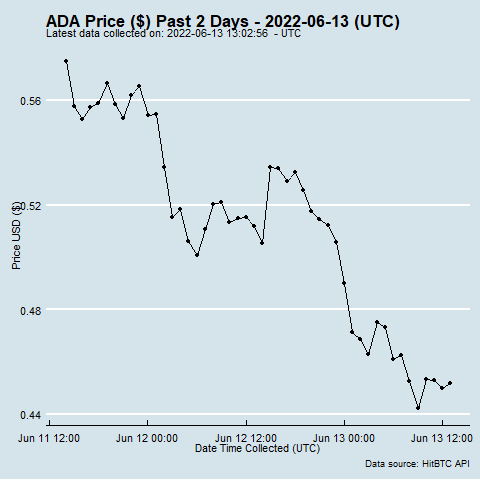 ADA Price ($) Past 2 Days - 2022-06-13 (UTC)
Latest data collected on: 2022-06-13 13:02:56  - UTC
0.56
0.52
0.48
0.44
Price USD ($)
Jun 11 12:00
Jun 12 00:00
Jun 12 12:00
Jun 13 00:00
Jun 13 12:00
Date Time Collected (UTC)
Data source: HitBTC API